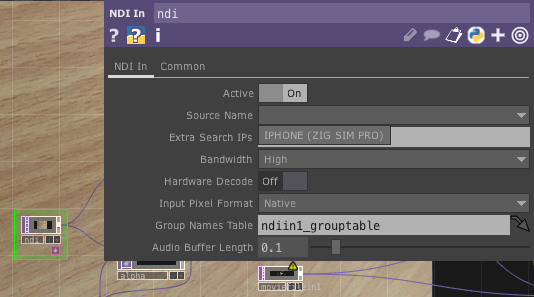 NDI In ndi
? ? i
NDI In Common
Active On
Source Name
Extra Search IPs IPHONE (ZIG SIM PRO)
Bandwidth High
Hardware Decode Off
Input Pixel Format Native
Group Names Table ndiin1_grouptable
Audio Buffer Length 0.1
ndi
alpha
moviefilein1